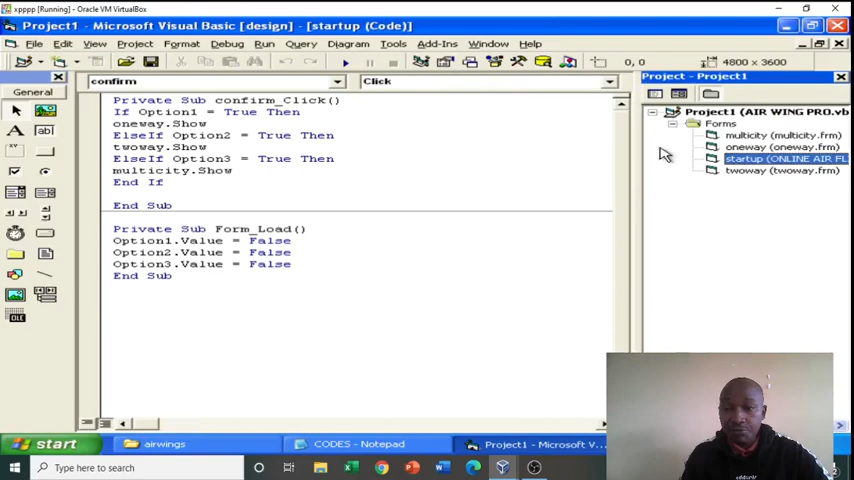 xpppp [Running] - Oracle VM VirtualBox
Project1 - Microsoft Visual Basic [design] - [startup (Code)]
File Edit View Project Format Debug Run Query Diagram Tools Add-Ins Window Help
0, 0 4800 x 3600
General
confirm Click
Project - Project1
Private Sub confirm_Click()
If Option1 = True Then
oneway.Show
ElseIf Option2 = True Then
twoway.Show
ElseIf Option3 = True Then
multicity.Show
End If
End Sub
Private Sub Form_Load()
Option1.Value = False
Option2.Value = False
Option3.Value = False
End Sub
Project1 (AIR WING PRO.vb
Forms
multicity (multicity.frm)
oneway (oneway.frm)
startup (ONLINE AIR FL
twoway (twoway.frm)
A abl
OLE
start airwings CODES - Notepad Project1 - Microsoft V...
Type here to search